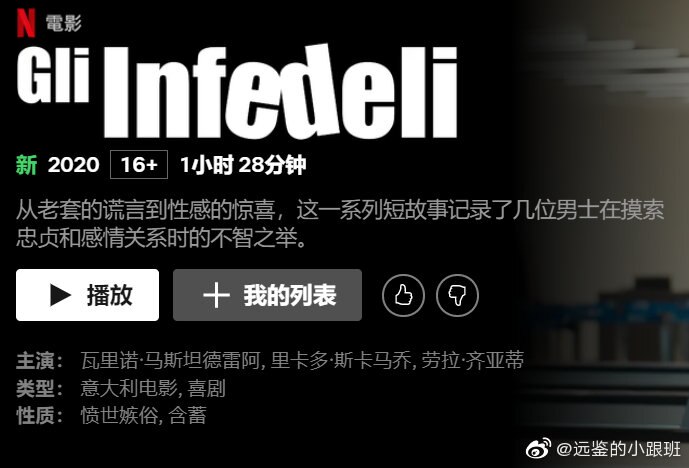 N 電影
Gli Infedeli
新 2020 16+ 1小时 28分钟
从老套的谎言到性感的惊喜，这一系列短故事记录了几位男士在摸索
忠贞和感情关系时的不智之举。
播放 我的列表
主演： 瓦里诺·马斯坦德雷阿, 里卡多·斯卡马乔, 劳拉·齐亚蒂
类型： 意大利电影, 喜剧
性质： 愤世嫉俗, 含蓄
@远鉴的小跟班